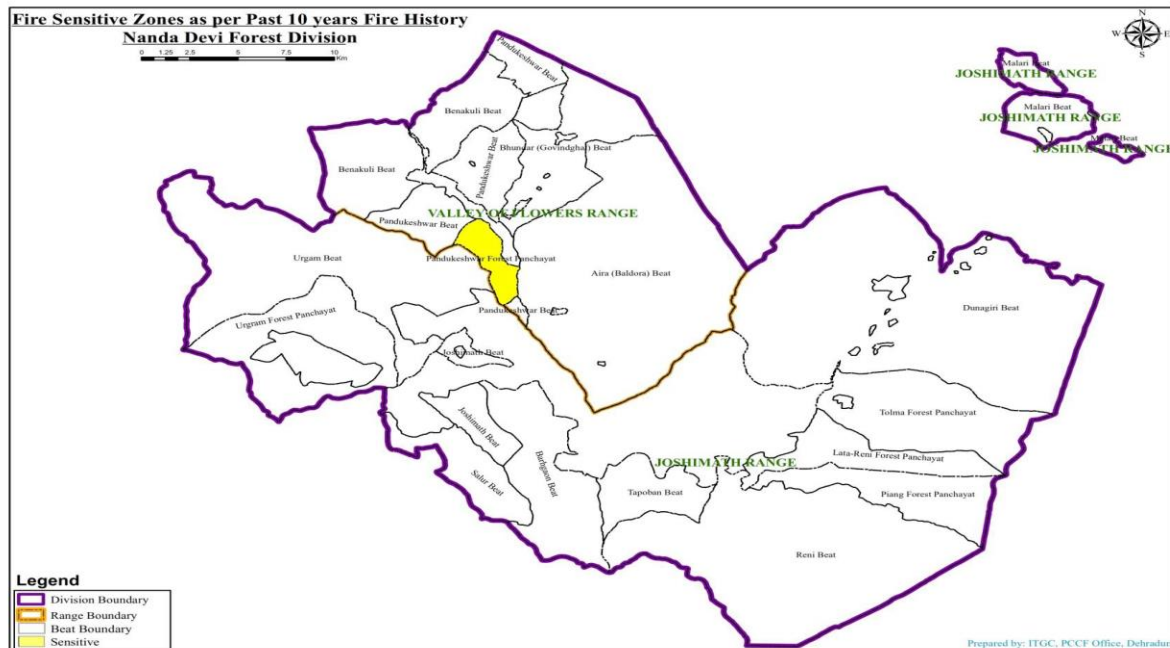 Fire Sensitive Zones as per Past 10 years Fire History
Nanda Devi Forest Division
0 1.25 2.5 5 7.5 10
Km
N
W E
S
Pandukeshwar Beat
Malari Beat
JOSHIMATH RANGE
Benakuli Beat
Malari Beat
JOSHIMATH RANGE
Malari Beat
JOSHIMATH RANGE
Bhundar (Govindghat) Beat
Pandukeshwar Beat
Benakuli Beat
VALLEY OF FLOWERS RANGE
Pandukeshwar Beat
Urgam Beat
Pandukeshwar Forest Panchayat
Aira (Baldora) Beat
Dunagiri Beat
Urgram Forest Panchayat
Pandukeshwar Beat
Joshimath Beat
Tolma Forest Panchayat
Joshimath Beat
Lata-Reni Forest Panchayat
JOSHIMATH RANGE
Salur Beat
Barhgaon Beat
Tapoban Beat
Piang Forest Panchayat
Reni Beat
Legend
Division Boundary
Range Boundary
Beat Boundary
Sensitive
Prepared by: ITGC, PCCF Office, Dehradun